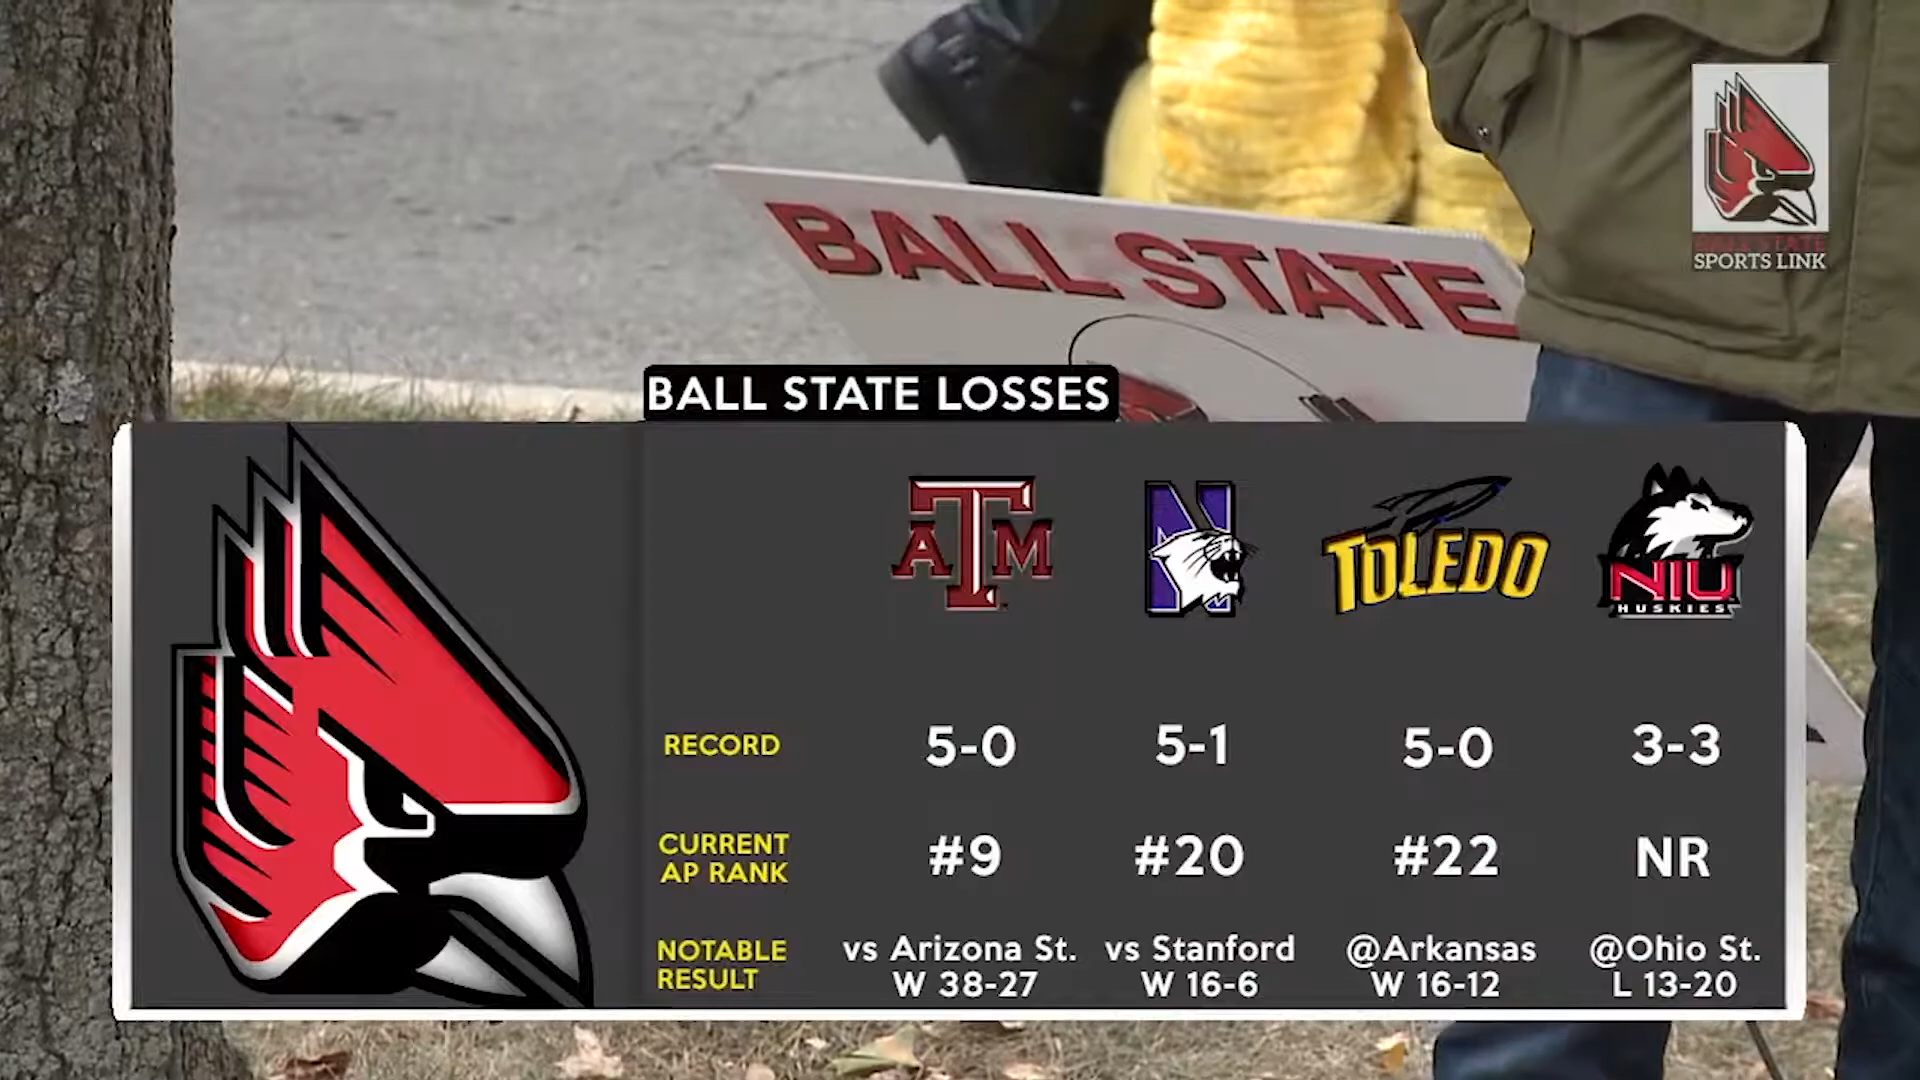 BALL STATE
BALL STATE
SPORTS LINK
BALL STATE LOSSES
ATM
N
TOLEDO
NIU
HUSKIES
RECORD 5-0 5-1 5-0 3-3
CURRENT
AP RANK #9 #20 #22 NR
NOTABLE vs Arizona St. vs Stanford @Arkansas @Ohio St.
RESULT W 38-27 W 16-6 W 16-12 L 13-20